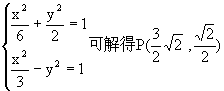 { x²/6 + y²/2 = 1
x²/3 − y² = 1 可解得P(3/2 √2 , √2/2)